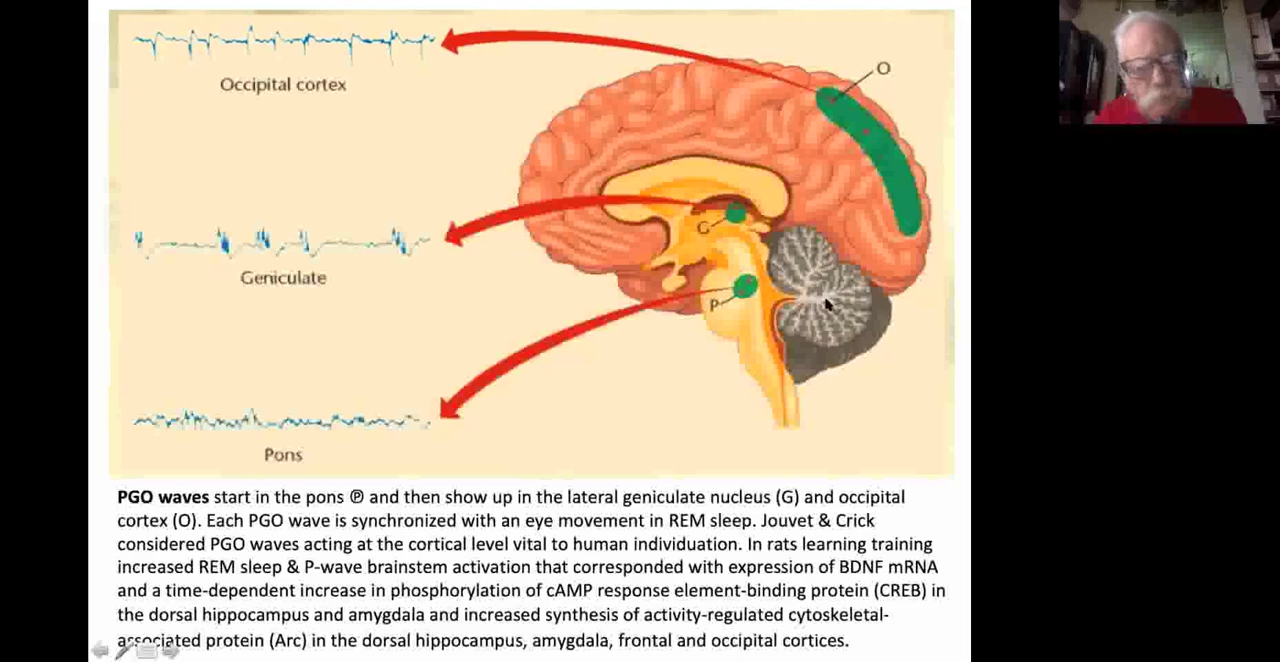 O
Occipital cortex
G
Geniculate
P
Pons
PGO waves start in the pons ℗ and then show up in the lateral geniculate nucleus (G) and occipital
cortex (O). Each PGO wave is synchronized with an eye movement in REM sleep. Jouvet & Crick
considered PGO waves acting at the cortical level vital to human individuation. In rats learning training
increased REM sleep & P-wave brainstem activation that corresponded with expression of BDNF mRNA
and a time-dependent increase in phosphorylation of cAMP response element-binding protein (CREB) in
the dorsal hippocampus and amygdala and increased synthesis of activity-regulated cytoskeletal-
associated protein (Arc) in the dorsal hippocampus, amygdala, frontal and occipital cortices.